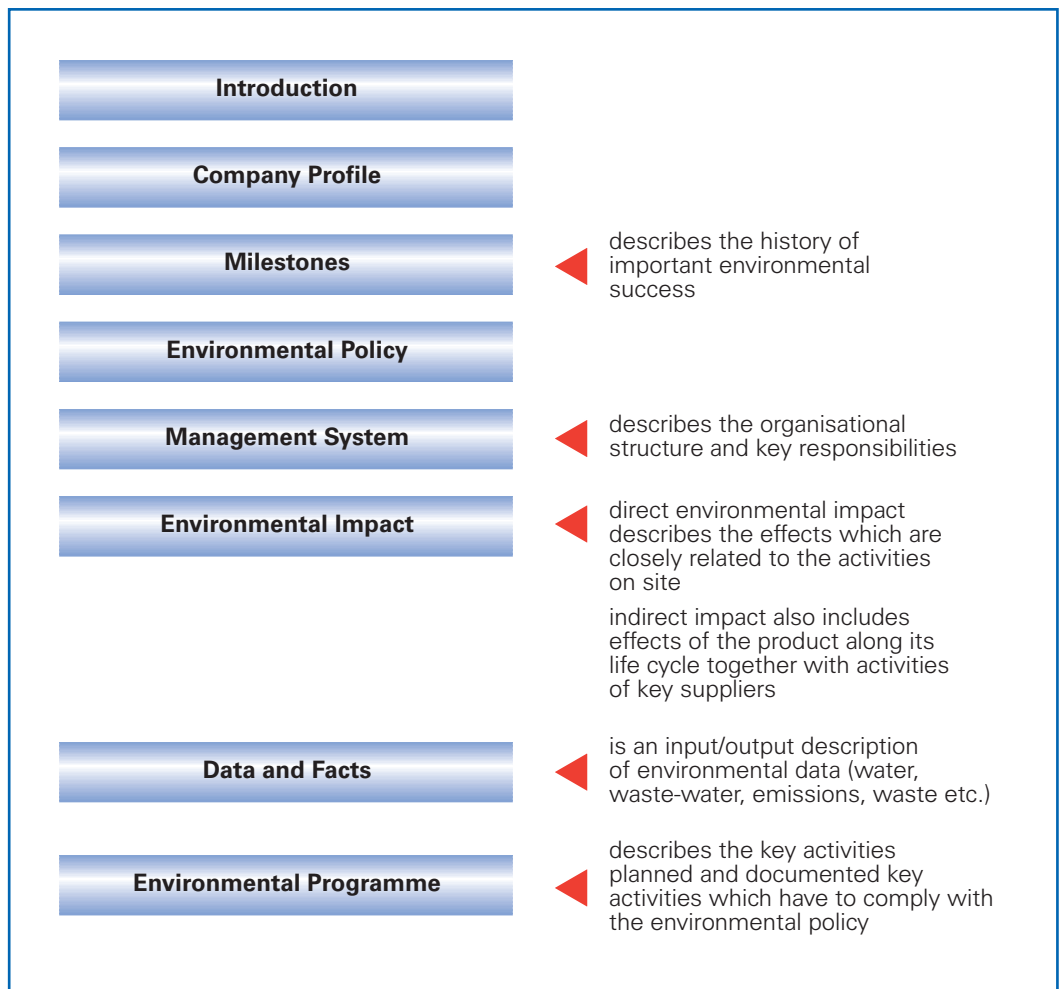 Introduction
Company Profile
Milestones
describes the history of
important environmental
success
Environmental Policy
Management System
describes the organisational
structure and key responsibilities
Environmental Impact
direct environmental impact
describes the effects which are
closely related to the activities
on site
indirect impact also includes
effects of the product along its
life cycle together with activities
of key suppliers
Data and Facts
is an input/output description
of environmental data (water,
waste-water, emissions, waste etc.)
Environmental Programme
describes the key activities
planned and documented key
activities which have to comply with
the environmental policy